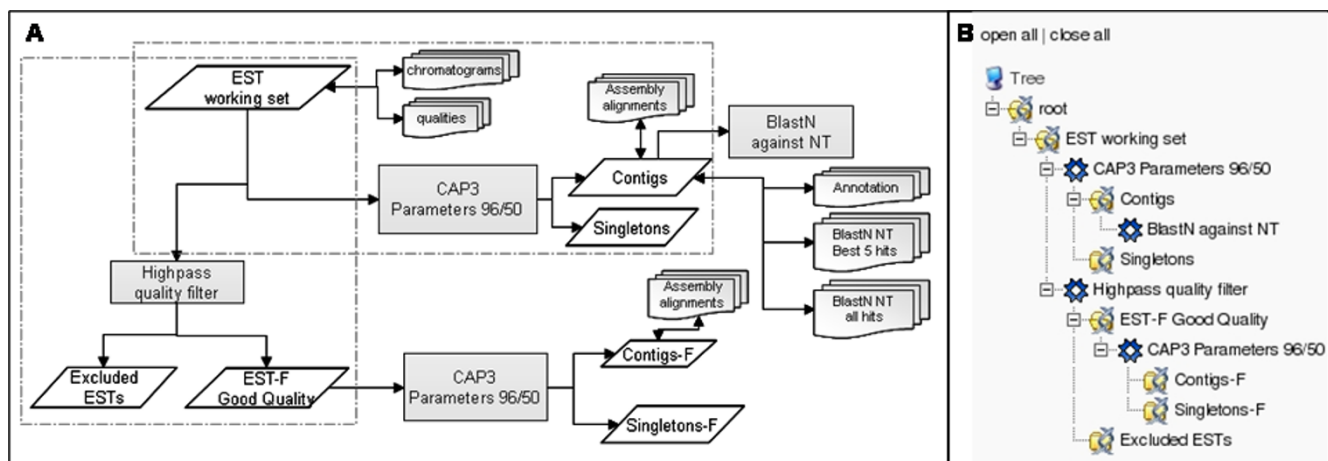 A
EST
working set
chromatograms
qualities
Assembly
alignments
BlastN
against NT
CAP3
Parameters 96/50
Contigs
Singletons
Annotation
BlastN NT
Best 5 hits
BlastN NT
all hits
Highpass
quality filter
Assembly
alignments
Excluded
ESTs
EST-F
Good Quality
CAP3
Parameters 96/50
Contigs-F
Singletons-F
B
open all | close all
Tree
root
EST working set
CAP3 Parameters 96/50
Contigs
BlastN against NT
Singletons
Highpass quality filter
EST-F Good Quality
CAP3 Parameters 96/50
Contigs-F
Singletons-F
Excluded ESTs